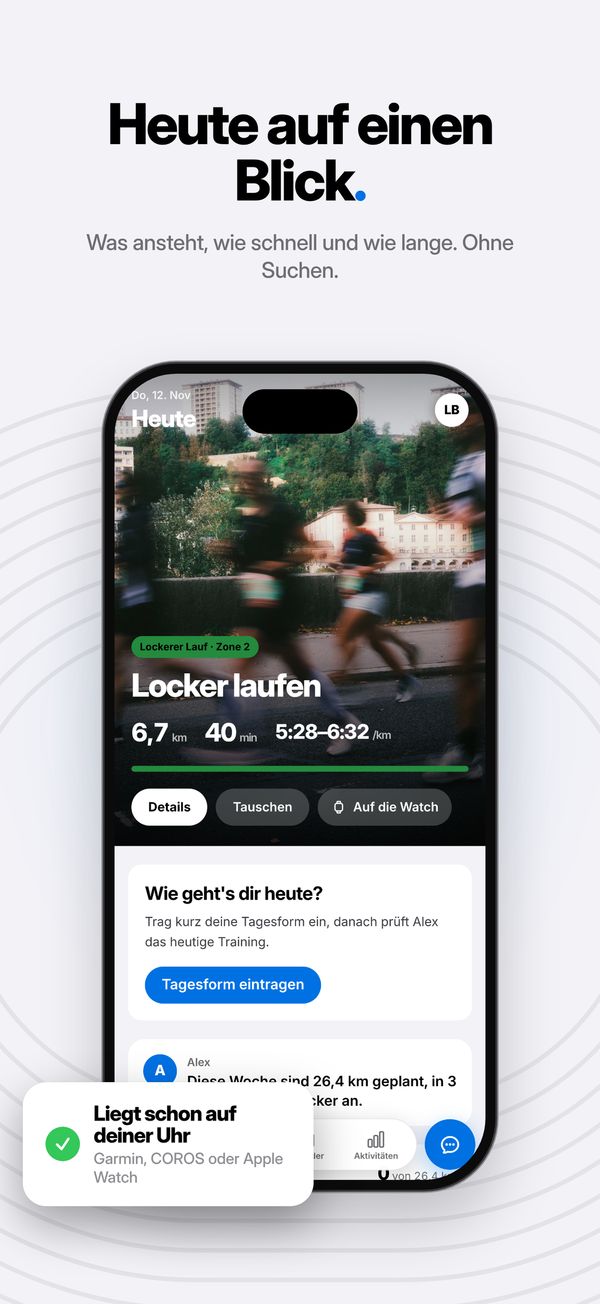 Heute auf einen
Blick.
Was ansteht, wie schnell und wie lange. Ohne
Suchen.
Do, 12. Nov
Heute
LB
Lockerer Lauf · Zone 2
Locker laufen
6,7 km 40 min 5:28–6:32 /km
Details Tauschen Auf die Watch
Wie geht's dir heute?
Trag kurz deine Tagesform ein, danach prüft Alex
das heutige Training.
Tagesform eintragen
A
Alex
Diese Woche sind 26,4 km geplant, in 3
cker an.
Liegt schon auf
deiner Uhr
Garmin, COROS oder Apple
Watch
der Aktivitäten
0 von 26,4